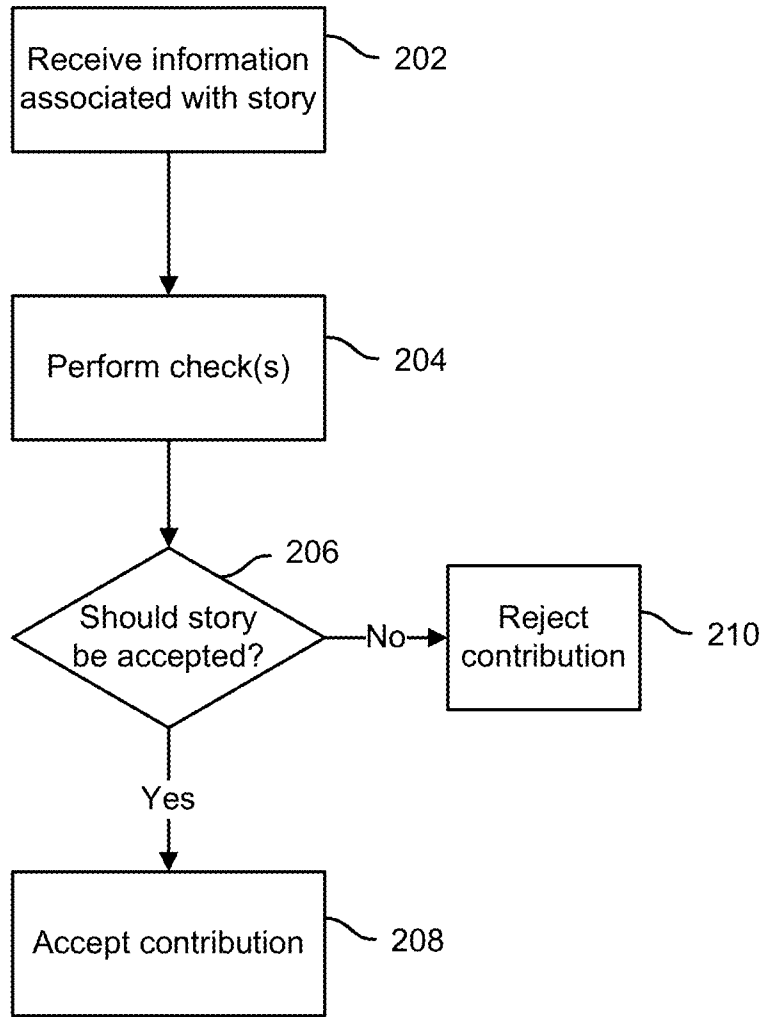 Receive information
associated with story
202
Perform check(s)
204
206
Should story
be accepted?
No
Reject
contribution
210
Yes
Accept contribution
208